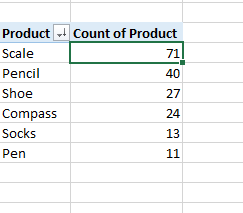 Product Count of Product
Scale 71
Pencil 40
Shoe 27
Compass 24
Socks 13
Pen 11